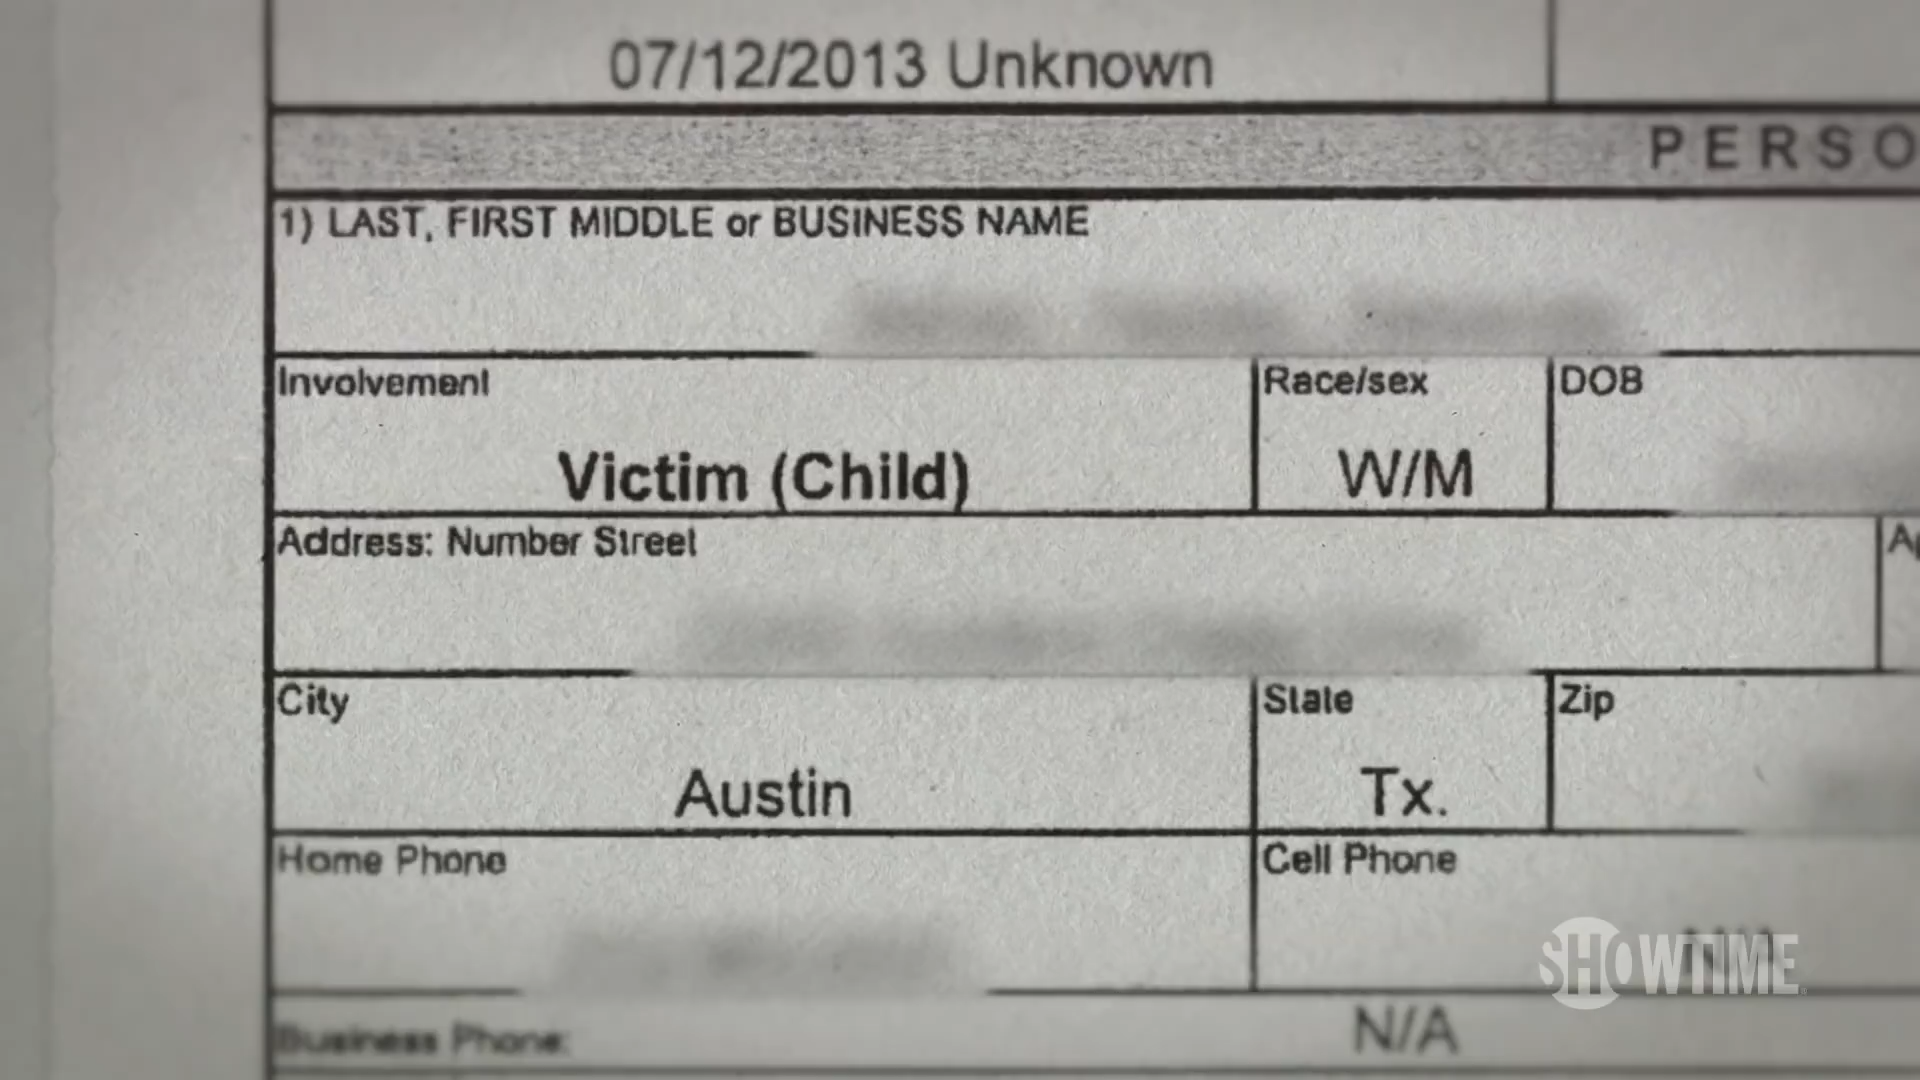 07/12/2013 Unknown
PERSO
1) LAST, FIRST MIDDLE or BUSINESS NAME
Involvement
Race/sex
DOB
Victim (Child)
W/M
Address: Number Street
City
State
Zip
Austin
Tx.
Home Phone
Cell Phone
N/A
SHOWTIME
Business Phone:
N/A